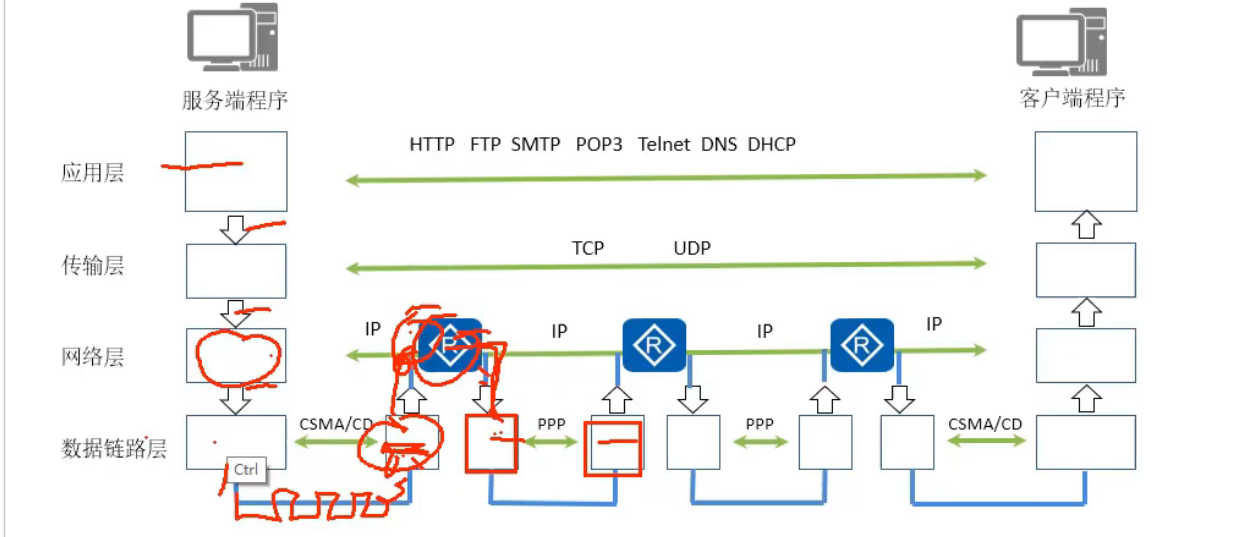 服务端程序
客户端程序
应用层
HTTP FTP SMTP POP3 Telnet DNS DHCP
传输层
TCP UDP
网络层
IP
R
IP
R
IP
R
IP
数据链路层
CSMA/CD
PPP
PPP
CSMA/CD
Ctrl